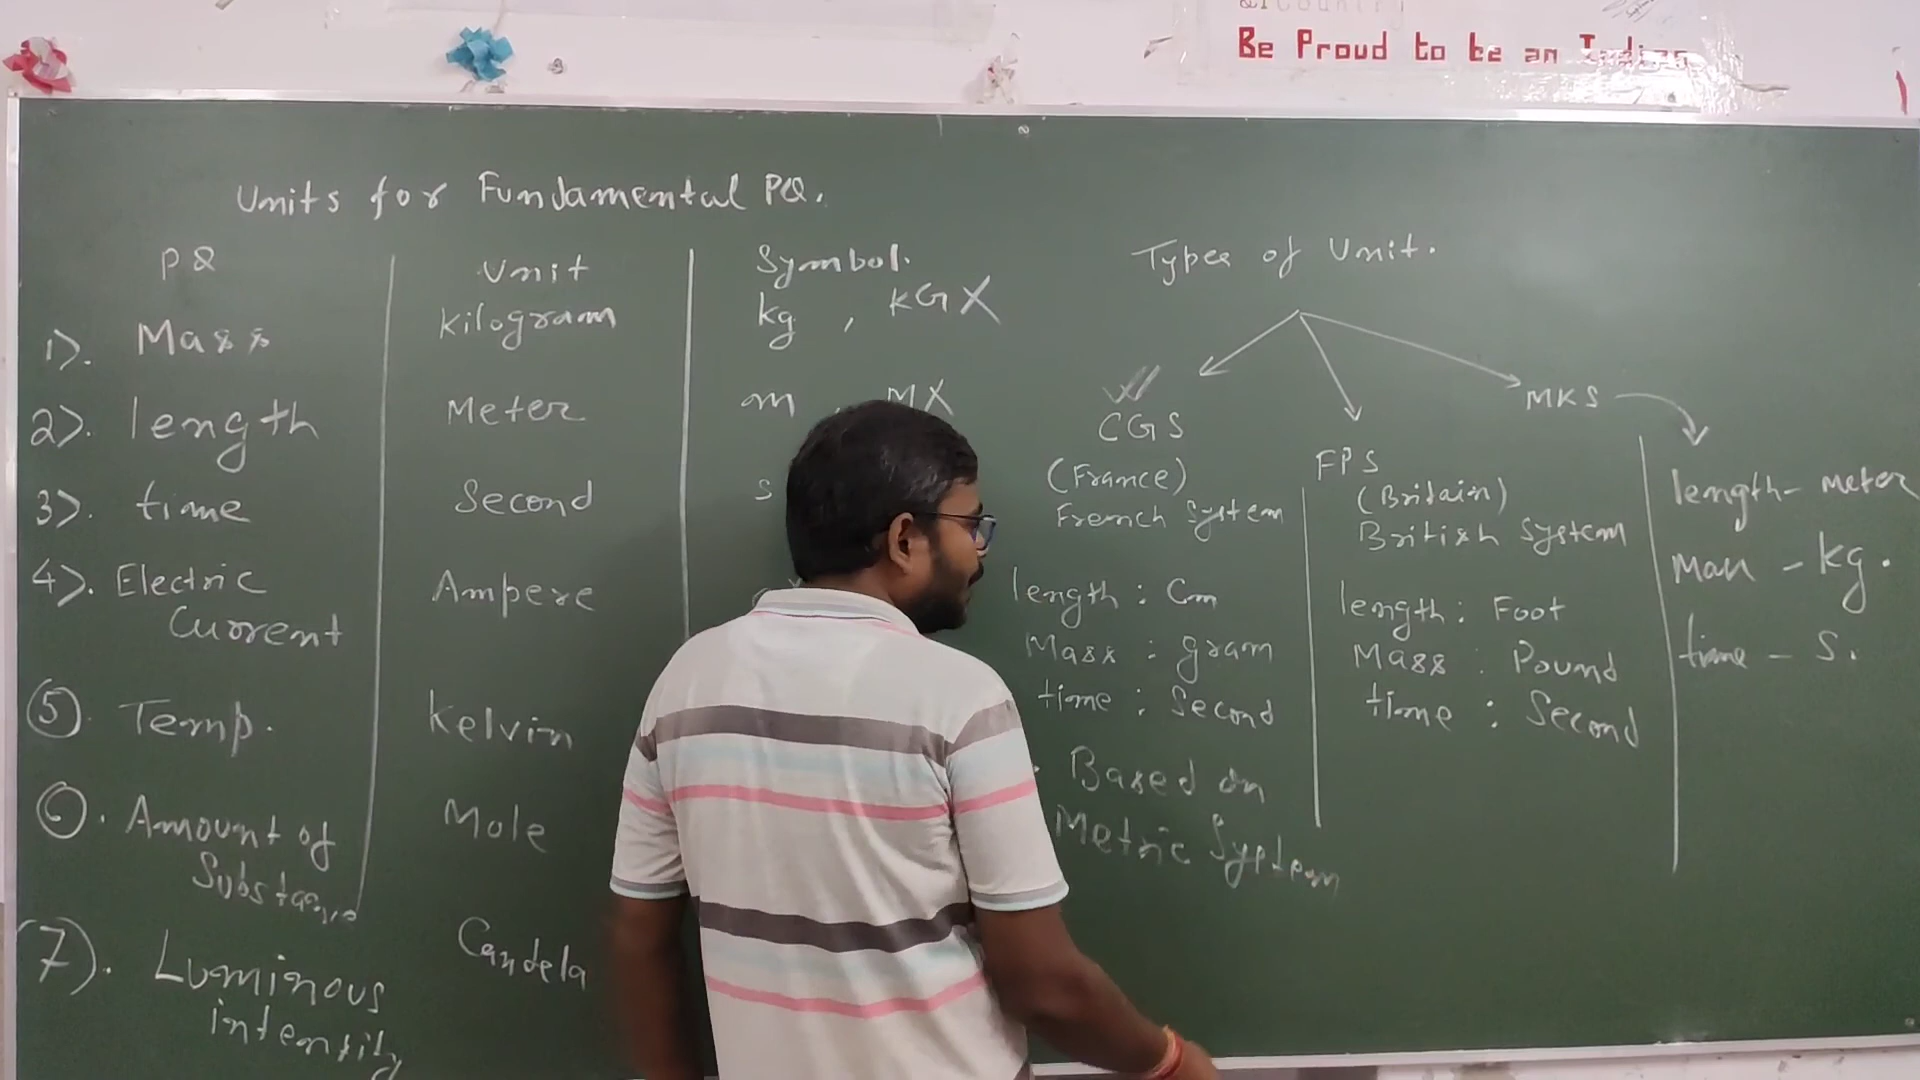 Country
Be Proud to be an Indian
Units for Fundamental PQ.
PQ Unit Symbol.
1). Mass Kilogram kg , KG X
2). length Meter m , M X
3). time Second s
4). Electric Current Ampere
5. Temp. Kelvin
6. Amount of Substance Mole
7). Luminous intensity Candela
Types of Unit.
CGS
(France)
French System
length : Cm
Mass : gram
time : Second
Based on
Metric System
FPS
(Britain)
British System
length : Foot
Mass : Pound
time : Second
MKS
length - meter
Mass - kg.
time - S.